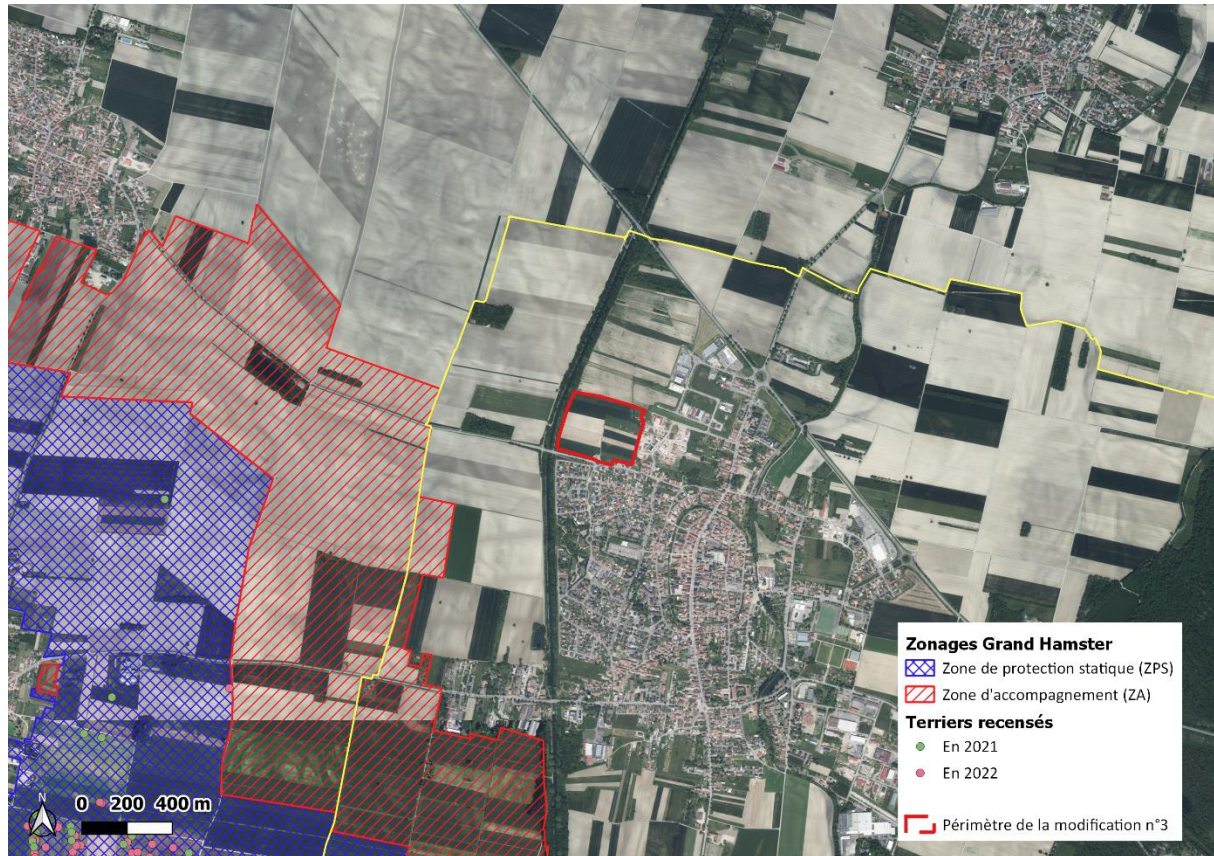 Zonages Grand Hamster
Zone de protection statique (ZPS)
Zone d'accompagnement (ZA)
Terriers recensés
En 2021
En 2022
Périmètre de la modification n°3
N
0 200 400 m